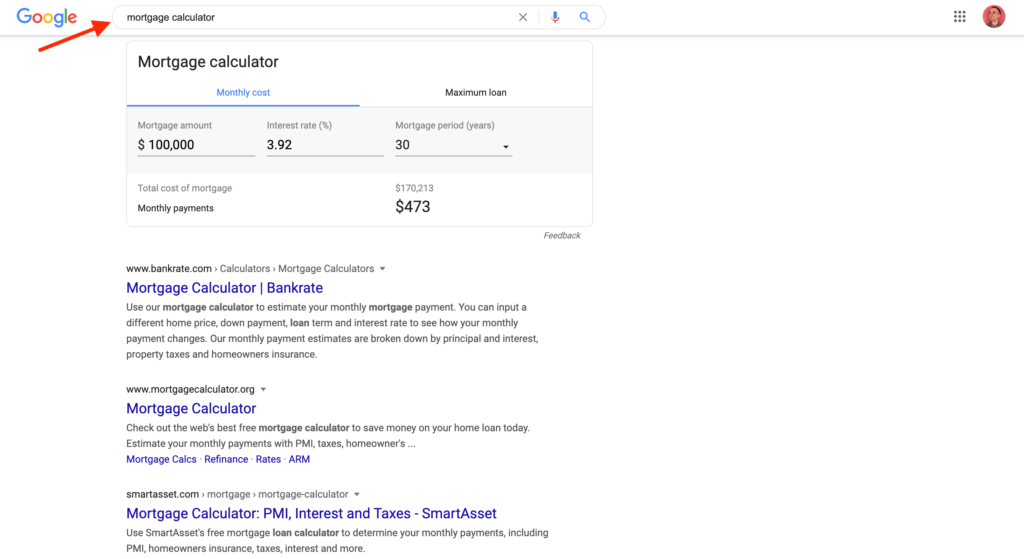 Google
mortgage calculator
Mortgage calculator
Monthly cost
Maximum loan
Mortgage amount
Interest rate (%)
Mortgage period (years)
$ 100,000
3.92
30
Total cost of mortgage
$170,213
Monthly payments
$473
Feedback
www.bankrate.com › Calculators › Mortgage Calculators
Mortgage Calculator | Bankrate
Use our mortgage calculator to estimate your monthly mortgage payment. You can input a
different home price, down payment, loan term and interest rate to see how your monthly
payment changes. Our monthly payment estimates are broken down by principal and interest,
property taxes and homeowners insurance.
www.mortgagecalculator.org
Mortgage Calculator
Check out the web's best free mortgage calculator to save money on your home loan today.
Estimate your monthly payments with PMI, taxes, homeowner's ...
Mortgage Calcs · Refinance · Rates · ARM
smartasset.com › mortgage › mortgage-calculator
Mortgage Calculator: PMI, Interest and Taxes - SmartAsset
Use SmartAsset's free mortgage loan calculator to determine your monthly payments, including
PMI, homeowners insurance, taxes, interest and more.